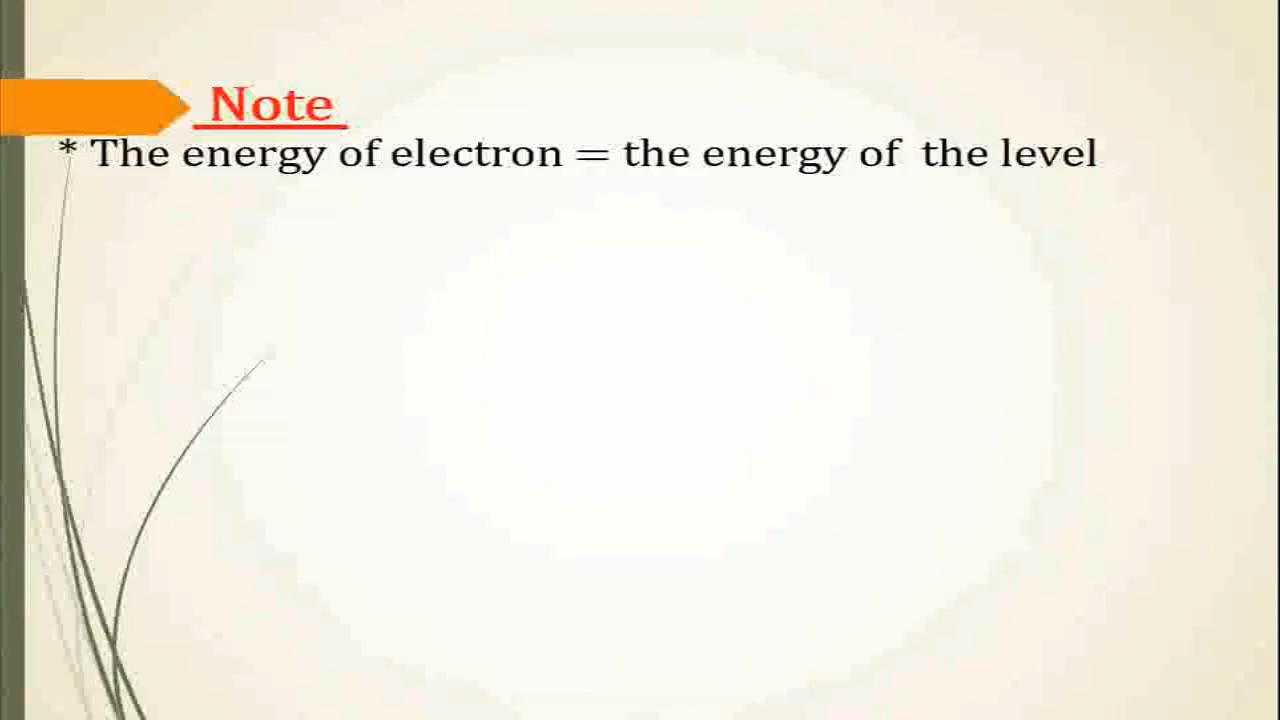 Note
* The energy of electron = the energy of the level